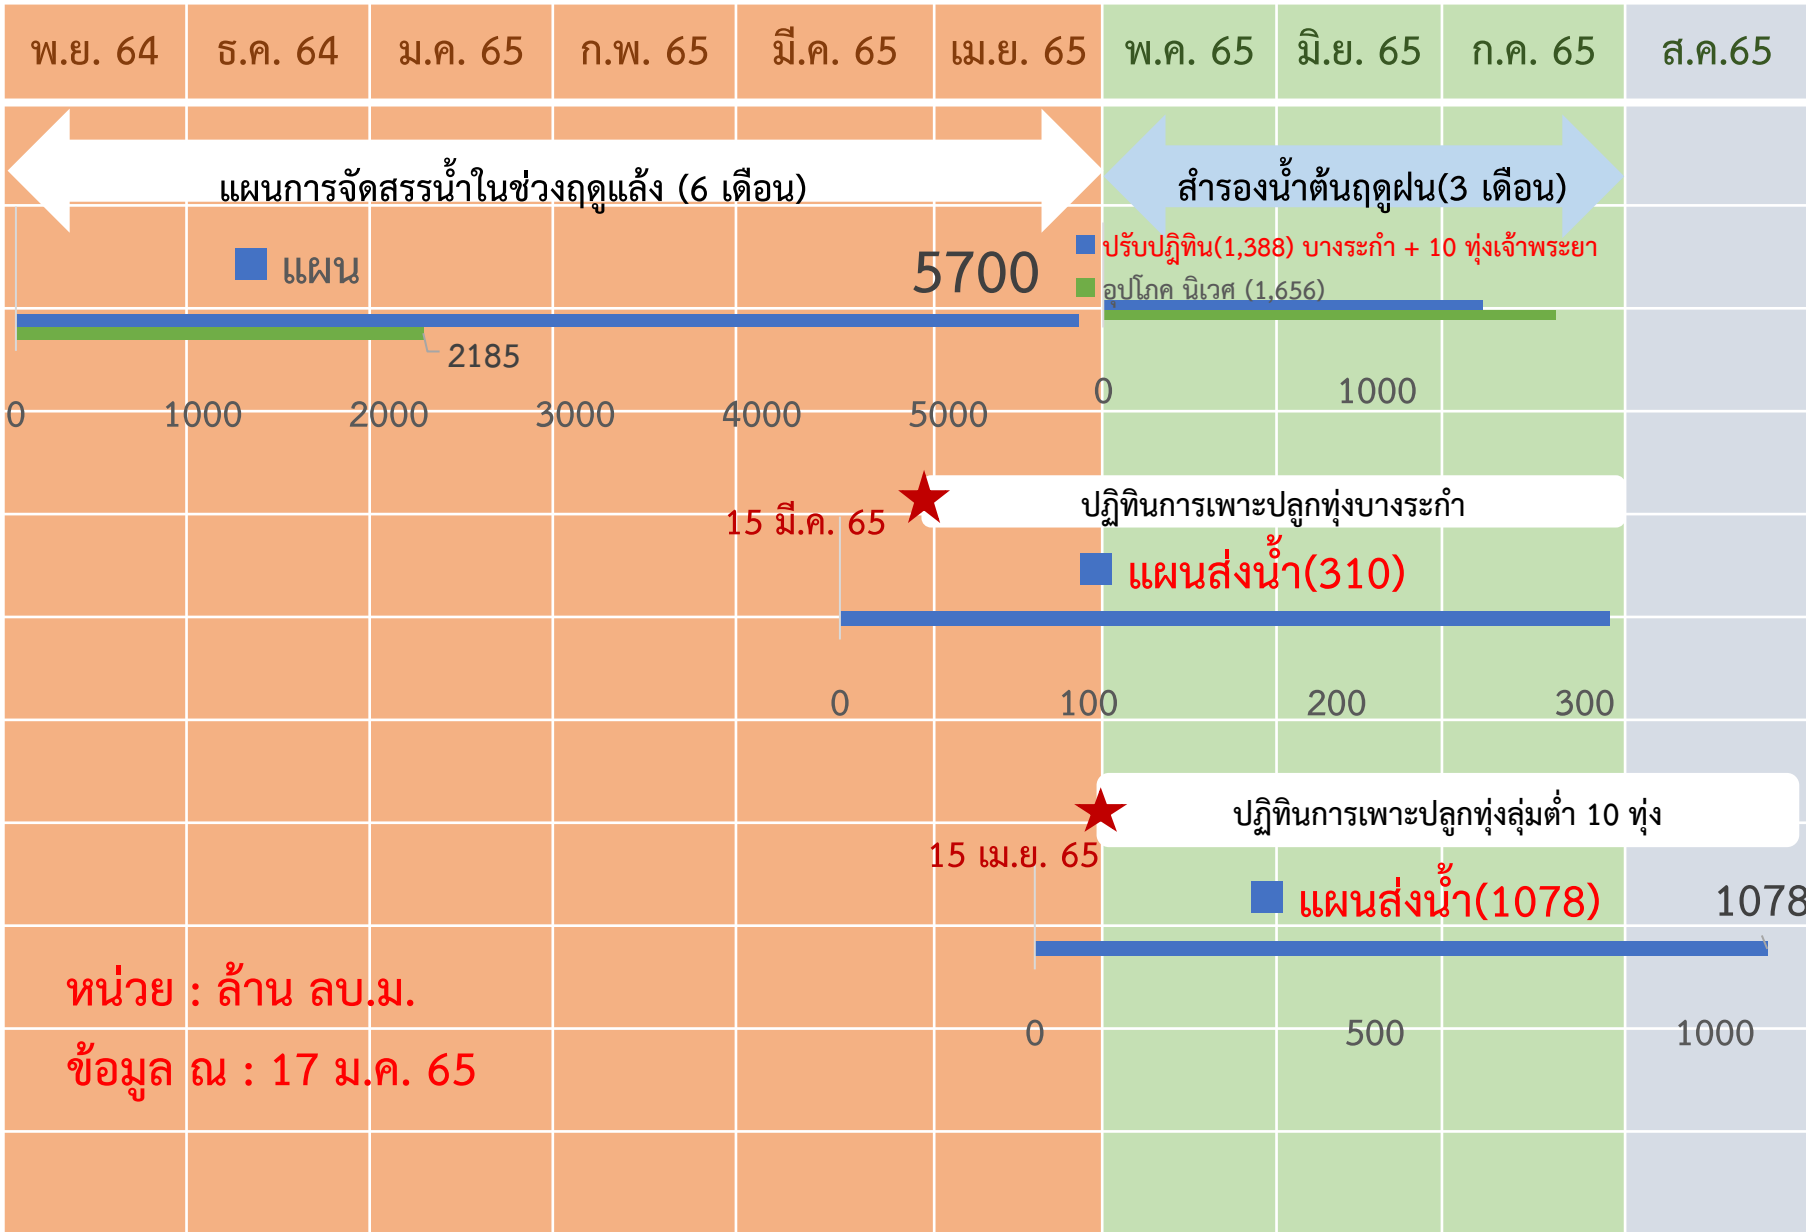 พ.ย. 64 ธ.ค. 64 ม.ค. 65 ก.พ. 65 มี.ค. 65 เม.ย. 65 พ.ค. 65 มิ.ย. 65 ก.ค. 65 ส.ค.65
แผนการจัดสรรน้ำในช่วงฤดูแล้ง (6 เดือน)
สำรองน้ำต้นฤดูฝน(3 เดือน)
แผน
5700
2185
0 1000 2000 3000 4000 5000
ปรับปฎิทิน(1,388) บางระกำ + 10 ทุ่งเจ้าพระยา
อุปโภค นิเวศ (1,656)
0 1000
ปฏิทินการเพาะปลูกทุ่งบางระกำ
15 มี.ค. 65
แผนส่งน้ำ(310)
0 100 200 300
ปฏิทินการเพาะปลูกทุ่งลุ่มต่ำ 10 ทุ่ง
15 เม.ย. 65
แผนส่งน้ำ(1078)
1078
0 500 1000
หน่วย : ล้าน ลบ.ม.
ข้อมูล ณ : 17 ม.ค. 65